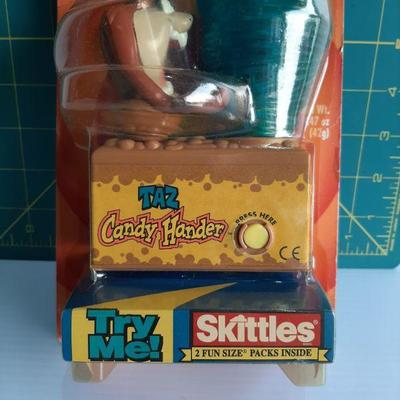 Wt.
47 oz
(42g)
TAZ
Candy Hander
PRESS HERE
CE
Try
Me!
Skittles
2 FUN SIZE® PACKS INSIDE